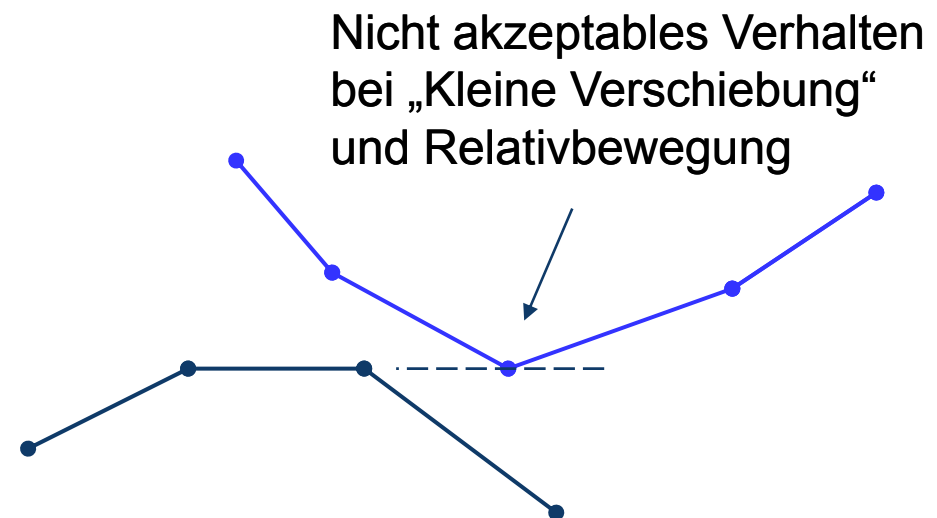 Nicht akzeptables Verhalten
bei „Kleine Verschiebung“
und Relativbewegung